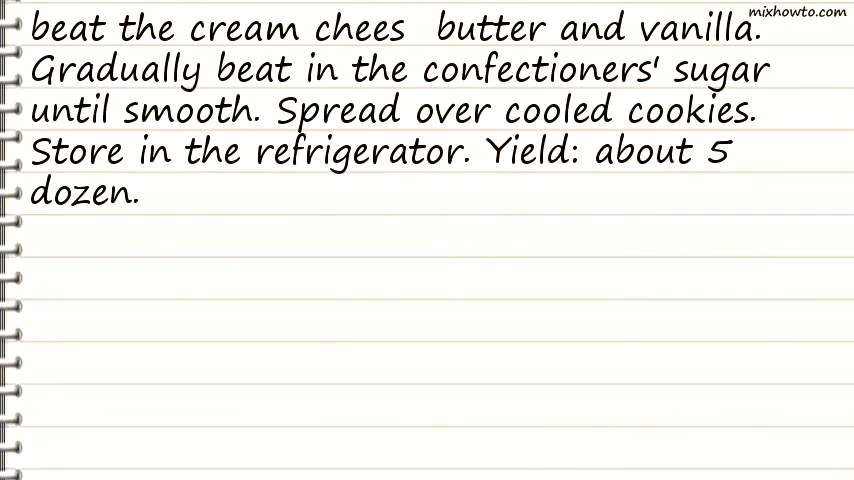 mixhowto.com
beat the cream chees butter and vanilla.
Gradually beat in the confectioners' sugar
until smooth. Spread over cooled cookies.
Store in the refrigerator. Yield: about 5
dozen.